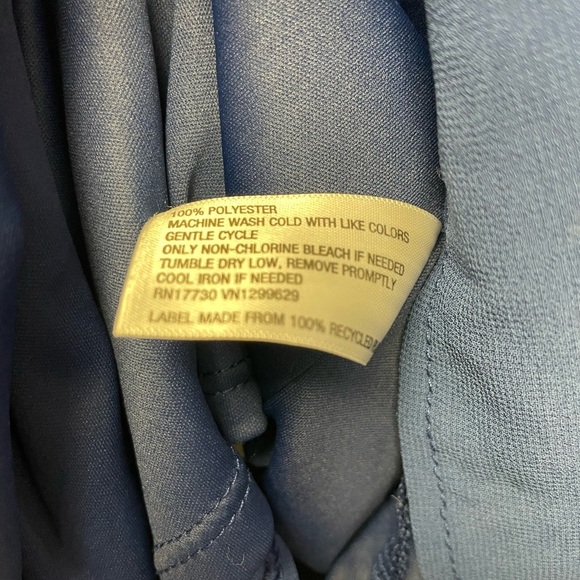 100% POLYESTER
MACHINE WASH COLD WITH LIKE COLORS
GENTLE CYCLE
ONLY NON-CHLORINE BLEACH IF NEEDED
TUMBLE DRY LOW, REMOVE PROMPTLY
COOL IRON IF NEEDED
RN17730 VN1299629
LABEL MADE FROM 100% RECYCLED